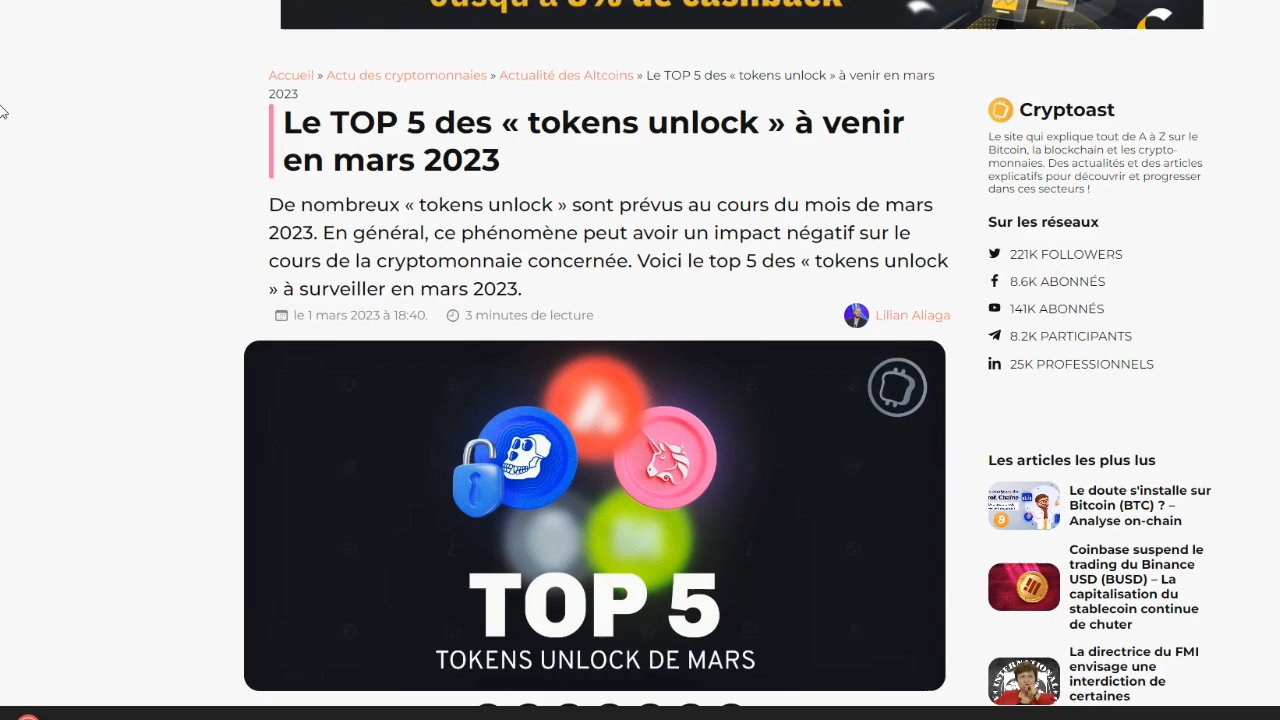 Jusqu'à 8% de cashback
Accueil » Actu des cryptomonnaies » Actualité des Altcoins » Le TOP 5 des « tokens unlock » à venir en mars
2023
Le TOP 5 des « tokens unlock » à venir
en mars 2023
De nombreux « tokens unlock » sont prévus au cours du mois de mars
2023. En général, ce phénomène peut avoir un impact négatif sur le
cours de la cryptomonnaie concernée. Voici le top 5 des « tokens unlock
» à surveiller en mars 2023.
le 1 mars 2023 à 18:40.
3 minutes de lecture
Lilian Aliaga
TOP 5
TOKENS UNLOCK DE MARS
Cryptoast
Le site qui explique tout de A à Z sur le
Bitcoin, la blockchain et les crypto-
monnaies. Des actualités et des articles
explicatifs pour découvrir et progresser
dans ces secteurs !
Sur les réseaux
221K FOLLOWERS
8.6K ABONNÉS
141K ABONNÉS
8.2K PARTICIPANTS
25K PROFESSIONNELS
Les articles les plus lus
Le doute s'installe sur
Bitcoin (BTC) ? –
Analyse on-chain
Coinbase suspend le
trading du Binance
USD (BUSD) – La
capitalisation du
stablecoin continue
de chuter
La directrice du FMI
envisage une
interdiction de
certaines